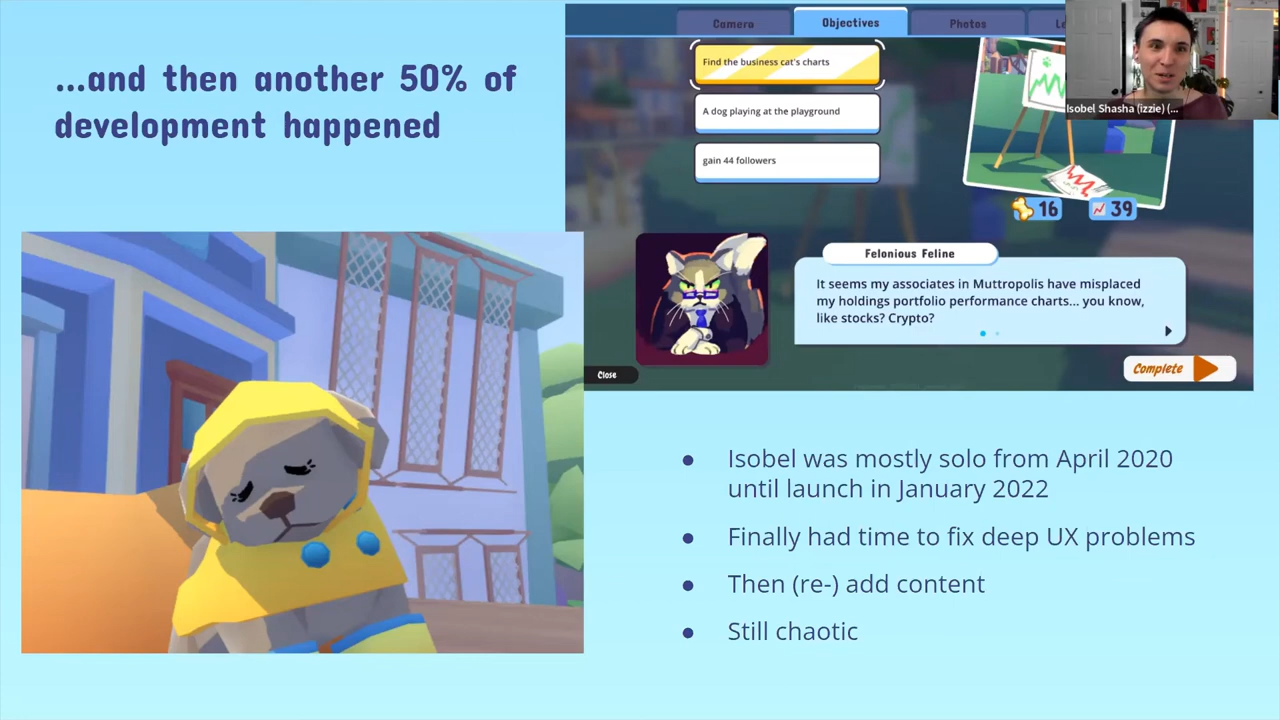 ...and then another 50% of
development happened
Camera
Objectives
Photos
Find the business cat's charts
A dog playing at the playground
gain 44 followers
16
39
Isobel Shasha (izzie) (...
Felonious Feline
It seems my associates in Muttropolis have misplaced
my holdings portfolio performance charts... you know,
like stocks? Crypto?
Close
Complete
● Isobel was mostly solo from April 2020
until launch in January 2022
● Finally had time to fix deep UX problems
● Then (re-) add content
● Still chaotic